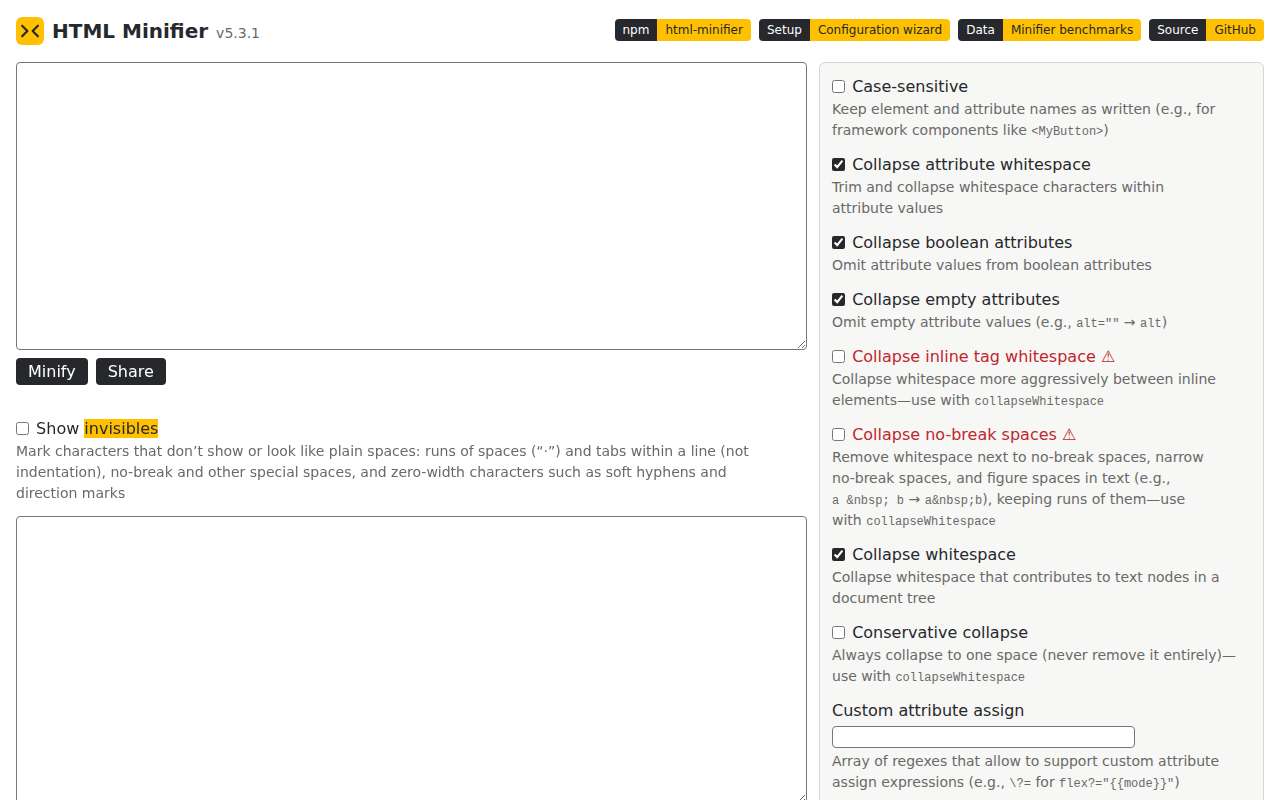 HTML Minifier v5.3.1
npm html-minifier Setup Configuration wizard Data Minifier benchmarks Source GitHub
Minify Share
Show invisibles
Mark characters that don’t show or look like plain spaces: runs of spaces (“·”) and tabs within a line (not
indentation), no-break and other special spaces, and zero-width characters such as soft hyphens and
direction marks
Case-sensitive
Keep element and attribute names as written (e.g., for
framework components like <MyButton>)
Collapse attribute whitespace
Trim and collapse whitespace characters within
attribute values
Collapse boolean attributes
Omit attribute values from boolean attributes
Collapse empty attributes
Omit empty attribute values (e.g., alt="" → alt)
Collapse inline tag whitespace ⚠
Collapse whitespace more aggressively between inline
elements—use with collapseWhitespace
Collapse no-break spaces ⚠
Remove whitespace next to no-break spaces, narrow
no-break spaces, and figure spaces in text (e.g.,
a &nbsp; b → a&nbsp;b), keeping runs of them—use
with collapseWhitespace
Collapse whitespace
Collapse whitespace that contributes to text nodes in a
document tree
Conservative collapse
Always collapse to one space (never remove it entirely)—
use with collapseWhitespace
Custom attribute assign
Array of regexes that allow to support custom attribute
assign expressions (e.g., \?= for flex?="{{mode}}")